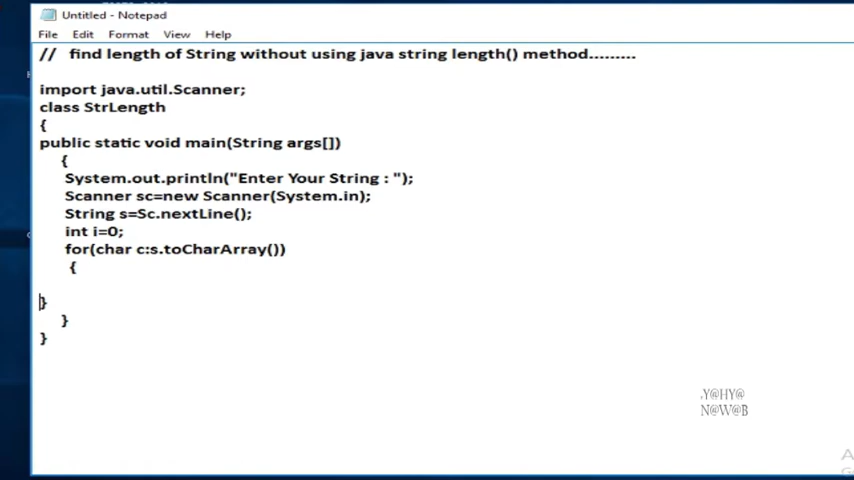 Untitled - Notepad
File Edit Format View Help
// find length of String without using java string length() method.........
import java.util.Scanner;
class StrLength
{
public static void main(String args[])
{
System.out.println("Enter Your String : ");
Scanner sc=new Scanner(System.in);
String s=Sc.nextLine();
int i=0;
for(char c:s.toCharArray())
{
}
}
}
.Y@HY@
N@W@B